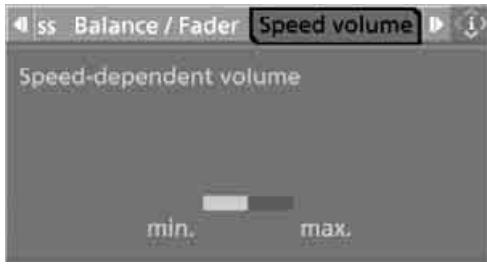 ss Balance / Fader Speed volume i
Speed-dependent volume
min. max.